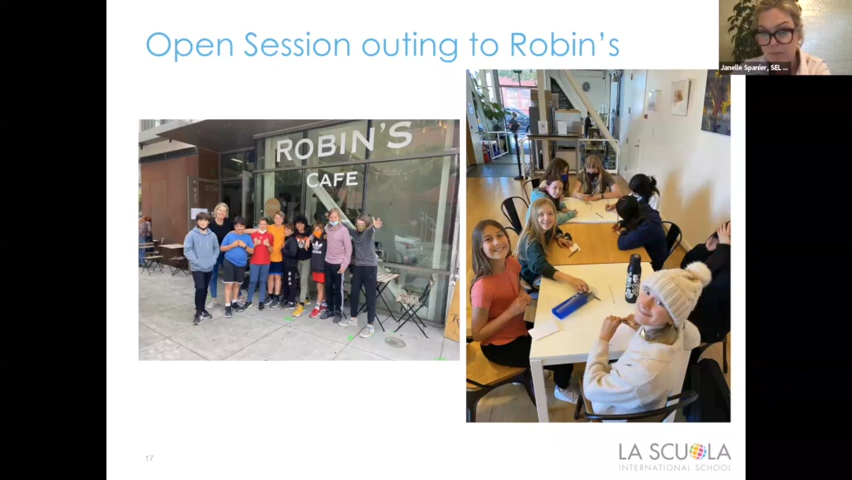 Open Session outing to Robin's
Janelle Spanier, SEL ...
ROBIN'S
CAFE
17
LA SCUOLA
INTERNATIONAL SCHOOL